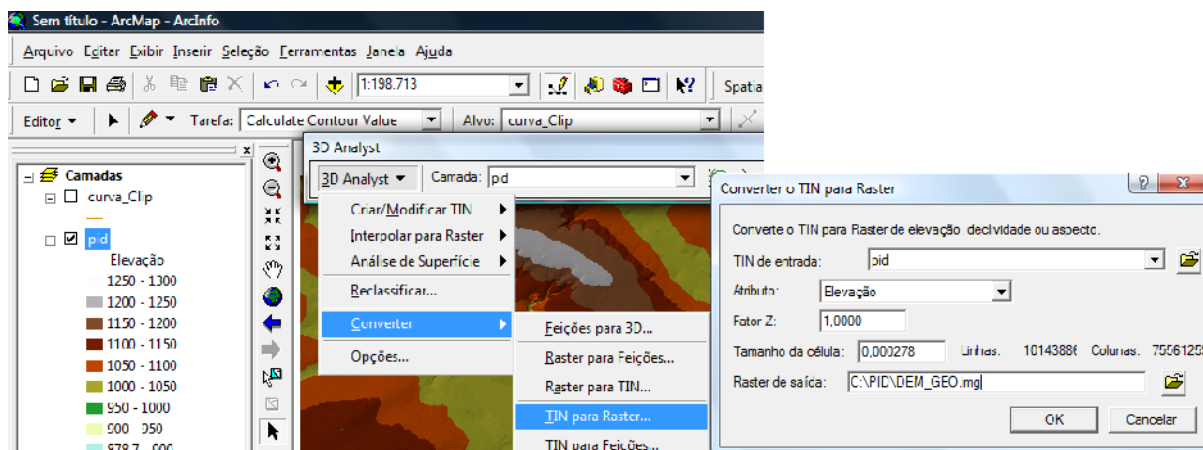 Sem título - ArcMap - ArcInfo
Arquivo Editar Exibir Inserir Seleção Ferramentas Janela Ajuda
1:198.713
Spatia
Editor
Tarefa: Calculate Contour Value
Alvo: curva_Clip
3D Analyst
3D Analyst
Camada: pid
Camadas
curva_Clip
pid
Elevação
1250 - 1300
1200 - 1250
1150 - 1200
1100 - 1150
1050 - 1100
1000 - 1050
950 - 1000
900 - 950
878,7 - 900
Criar/Modificar TIN
Interpolar para Raster
Análise de Superfície
Reclassificar...
Converter
Opções...
Feições para 3D...
Raster para Feições...
Raster para TIN...
TIN para Raster...
TIN para Feições...
Converter o TIN para Raster
Converte o TIN para Raster de elevação, declividade ou aspecto.
TIN de entrada: pid
Atributo: Elevação
Fator Z: 1,0000
Tamanho da célula: 0,000278 Linhas: Colunas:
Raster de saída: C:\PID\DEM_GEO.img
OK
Cancelar